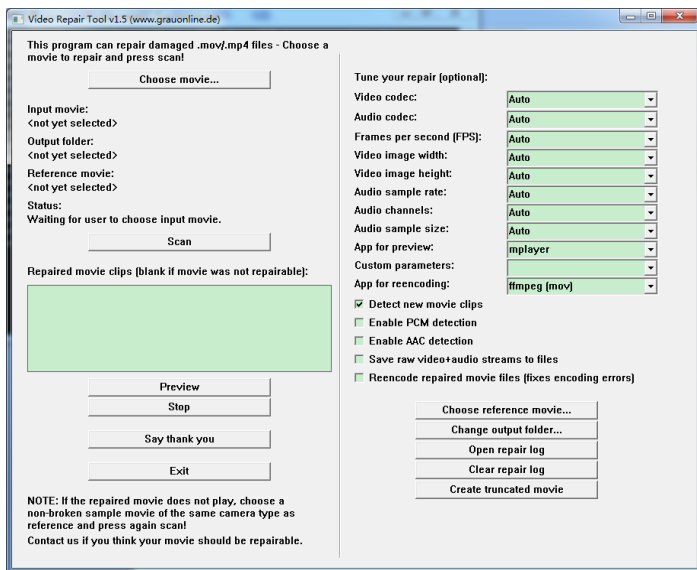 Video Repair Tool v1.5 (www.grauonline.de)
This program can repair damaged .mov/.mp4 files - Choose a
movie to repair and press scan!
Choose movie...
Input movie:
<not yet selected>
Output folder:
<not yet selected>
Reference movie:
<not yet selected>
Status:
Waiting for user to choose input movie.
Scan
Repaired movie clips (blank if movie was not repairable):
Preview
Stop
Say thank you
Exit
NOTE: If the repaired movie does not play, choose a
non-broken sample movie of the same camera type as
reference and press again scan!
Contact us if you think your movie should be repairable.
Tune your repair (optional):
Video codec: Auto
Audio codec: Auto
Frames per second (FPS): Auto
Video image width: Auto
Video image height: Auto
Audio sample rate: Auto
Audio channels: Auto
Audio sample size: Auto
App for preview: mplayer
Custom parameters:
App for reencoding: ffmpeg (mov)
Detect new movie clips
Enable PCM detection
Enable AAC detection
Save raw video+audio streams to files
Reencode repaired movie files (fixes encoding errors)
Choose reference movie...
Change output folder...
Open repair log
Clear repair log
Create truncated movie